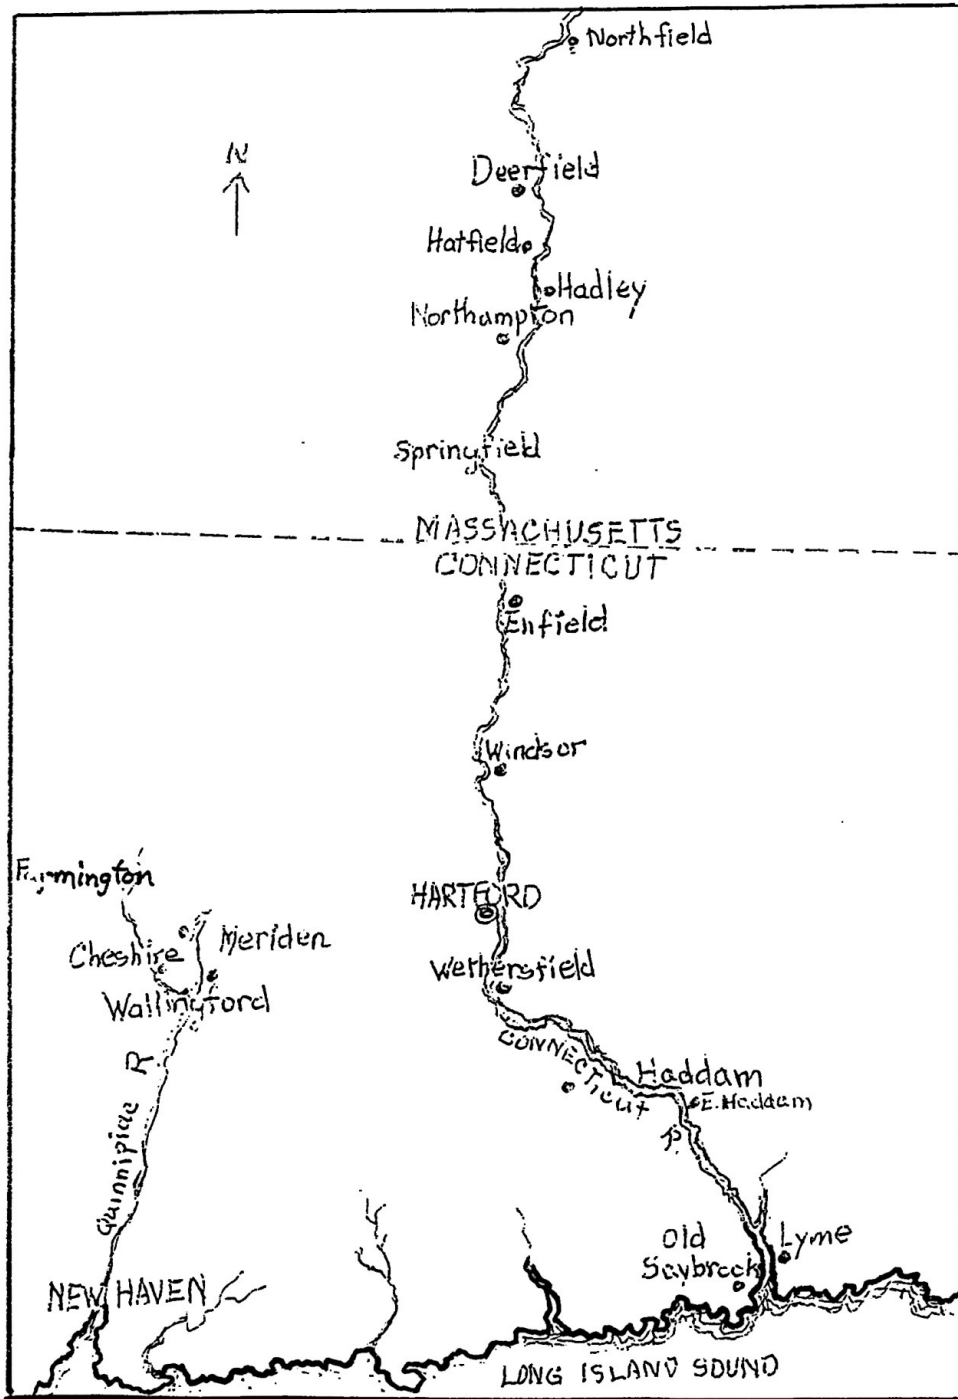 Northfield
N
Deerfield
Hatfield
Hadley
Northampton
Springfield
MASSACHUSETTS
CONNECTICUT
Enfield
Windsor
Farmington
HARTFORD
Cheshire
Meriden
Wethersfield
Wallingford
CONNECTicut R.
Haddam
E. Haddam
Quinnipiac R
Old
Saybrook
Lyme
NEW HAVEN
LONG ISLAND SOUND